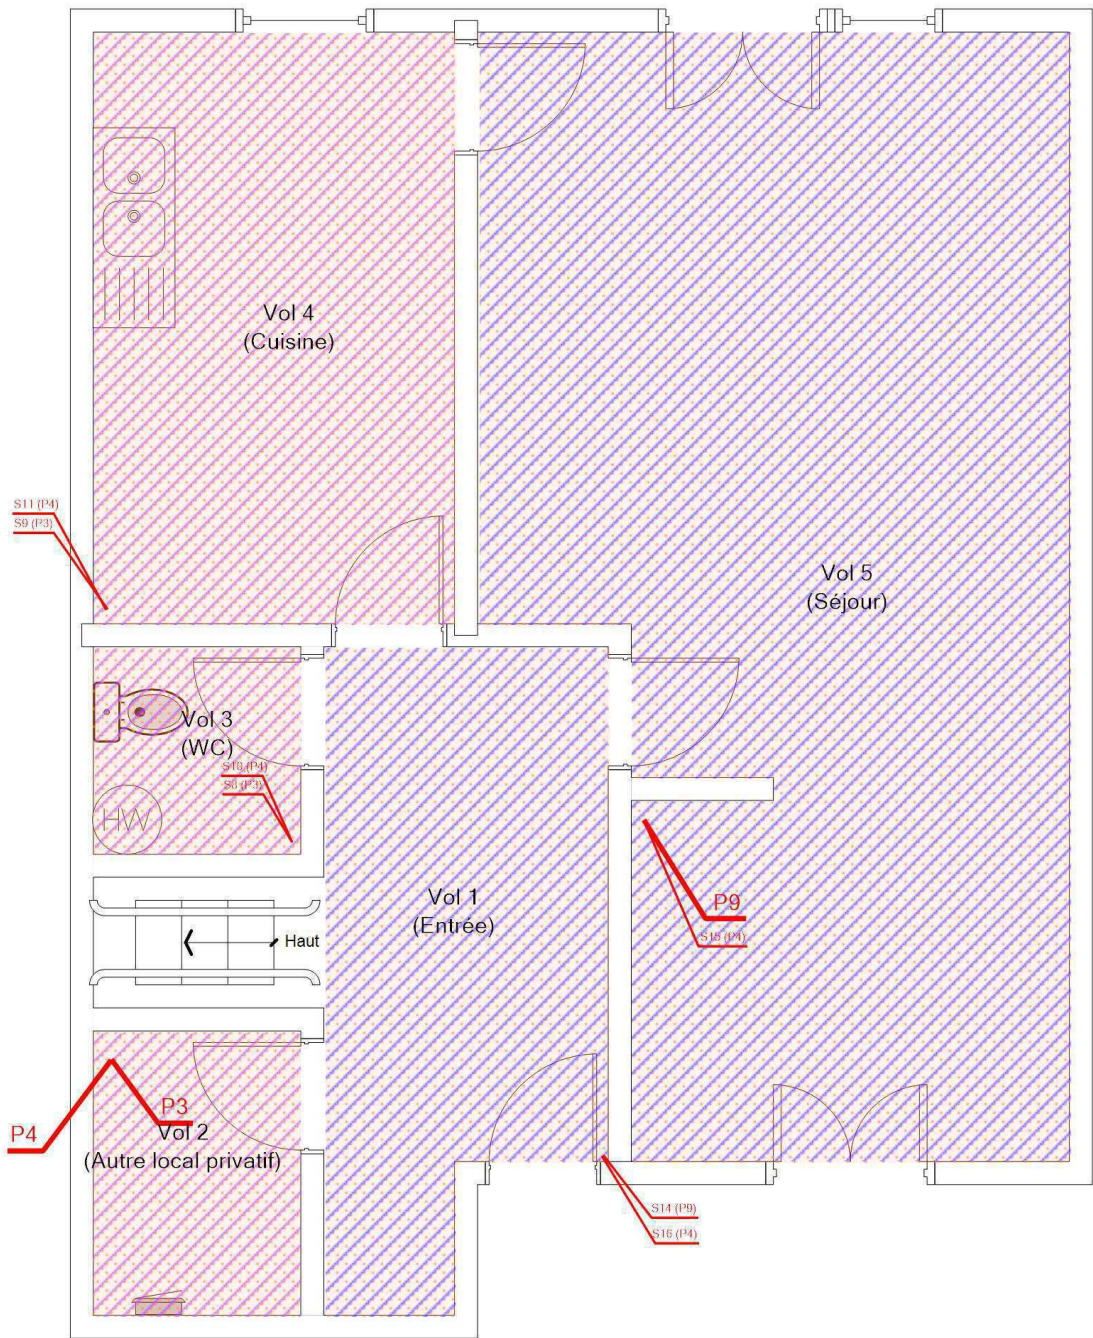 Vol 4
(Cuisine)
S11 (P4)
S9 (P3)
Vol 5
(Séjour)
Vol 3
(WC)
S10 (P4)
S8 (P3)
HW
Vol 1
(Entrée)
P9
S15 (P4)
Haut
P3
P4
Vol 2
(Autre local privatif)
S14 (P9)
S16 (P4)